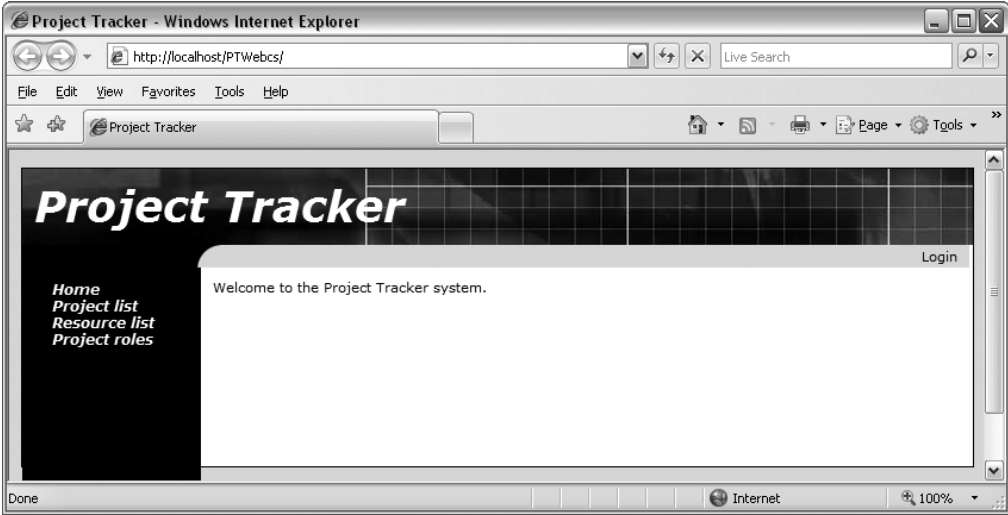 Project Tracker - Windows Internet Explorer
http://localhost/PTWebcs/
Live Search
File Edit View Favorites Tools Help
Project Tracker
Page Tools »
Project Tracker
Login
Home
Project list
Resource list
Project roles
Welcome to the Project Tracker system.
Done
Internet
100%